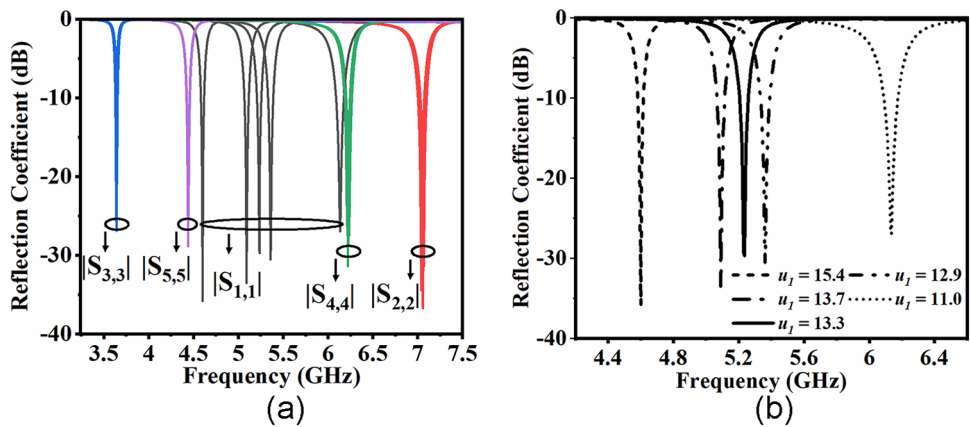 Reflection Coefficient (dB)
0
-10
-20
-30
-40
|S3,3|
|S5,5|
|S1,1|
|S4,4|
|S2,2|
3.5 4 4.5 5 5.5 6 6.5 7 7.5
Frequency (GHz)
(a)
Reflection Coefficient (dB)
0
-10
-20
-30
-40
u1 = 15.4
u1 = 12.9
u1 = 13.7
u1 = 11.0
u1 = 13.3
4.4 4.8 5.2 5.6 6 6.4
Frequency (GHz)
(b)